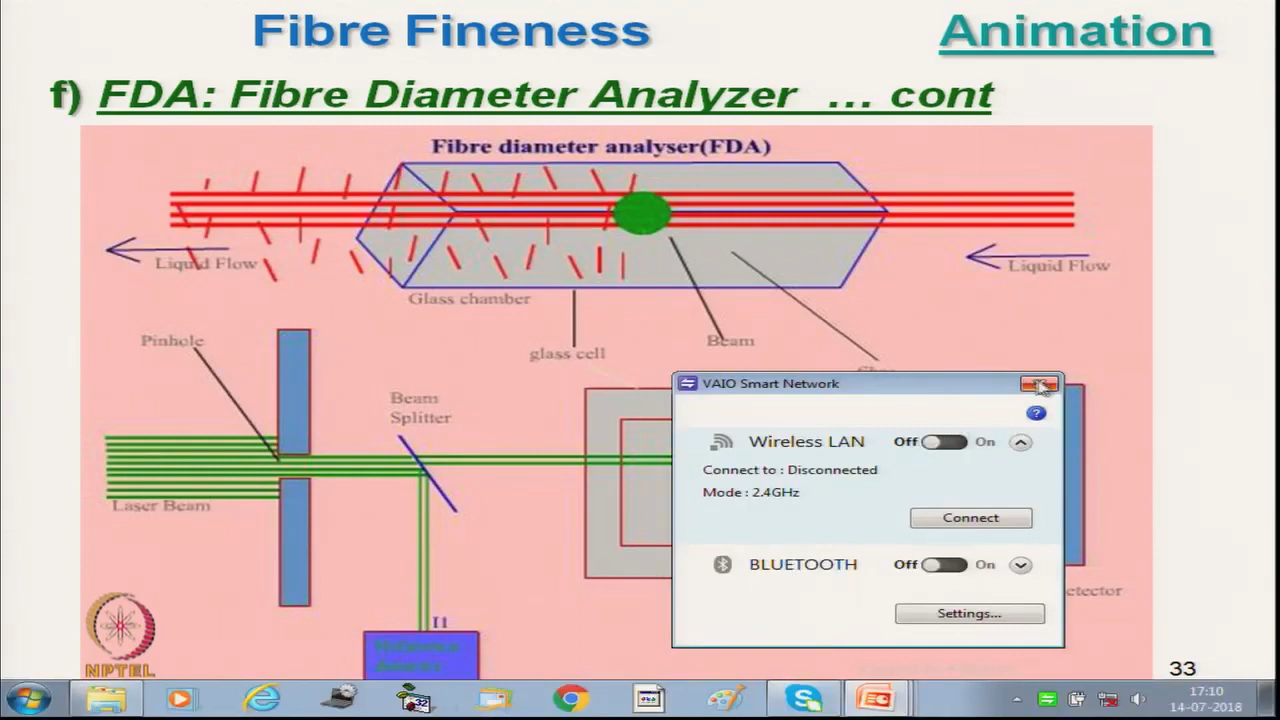 Fibre Fineness
Animation
f) FDA: Fibre Diameter Analyzer … cont
Fibre diameter analyser(FDA)
Liquid Flow
Liquid Flow
Glass chamber
Pinhole
glass cell
Beam
Beam
Splitter
Laser Beam
VAIO Smart Network
?
Wireless LAN
Off
On
Connect to : Disconnected
Mode : 2.4GHz
Connect
BLUETOOTH
Off
On
Settings...
etector
I1
NPTEL
33
32
17:10
14-07-2018